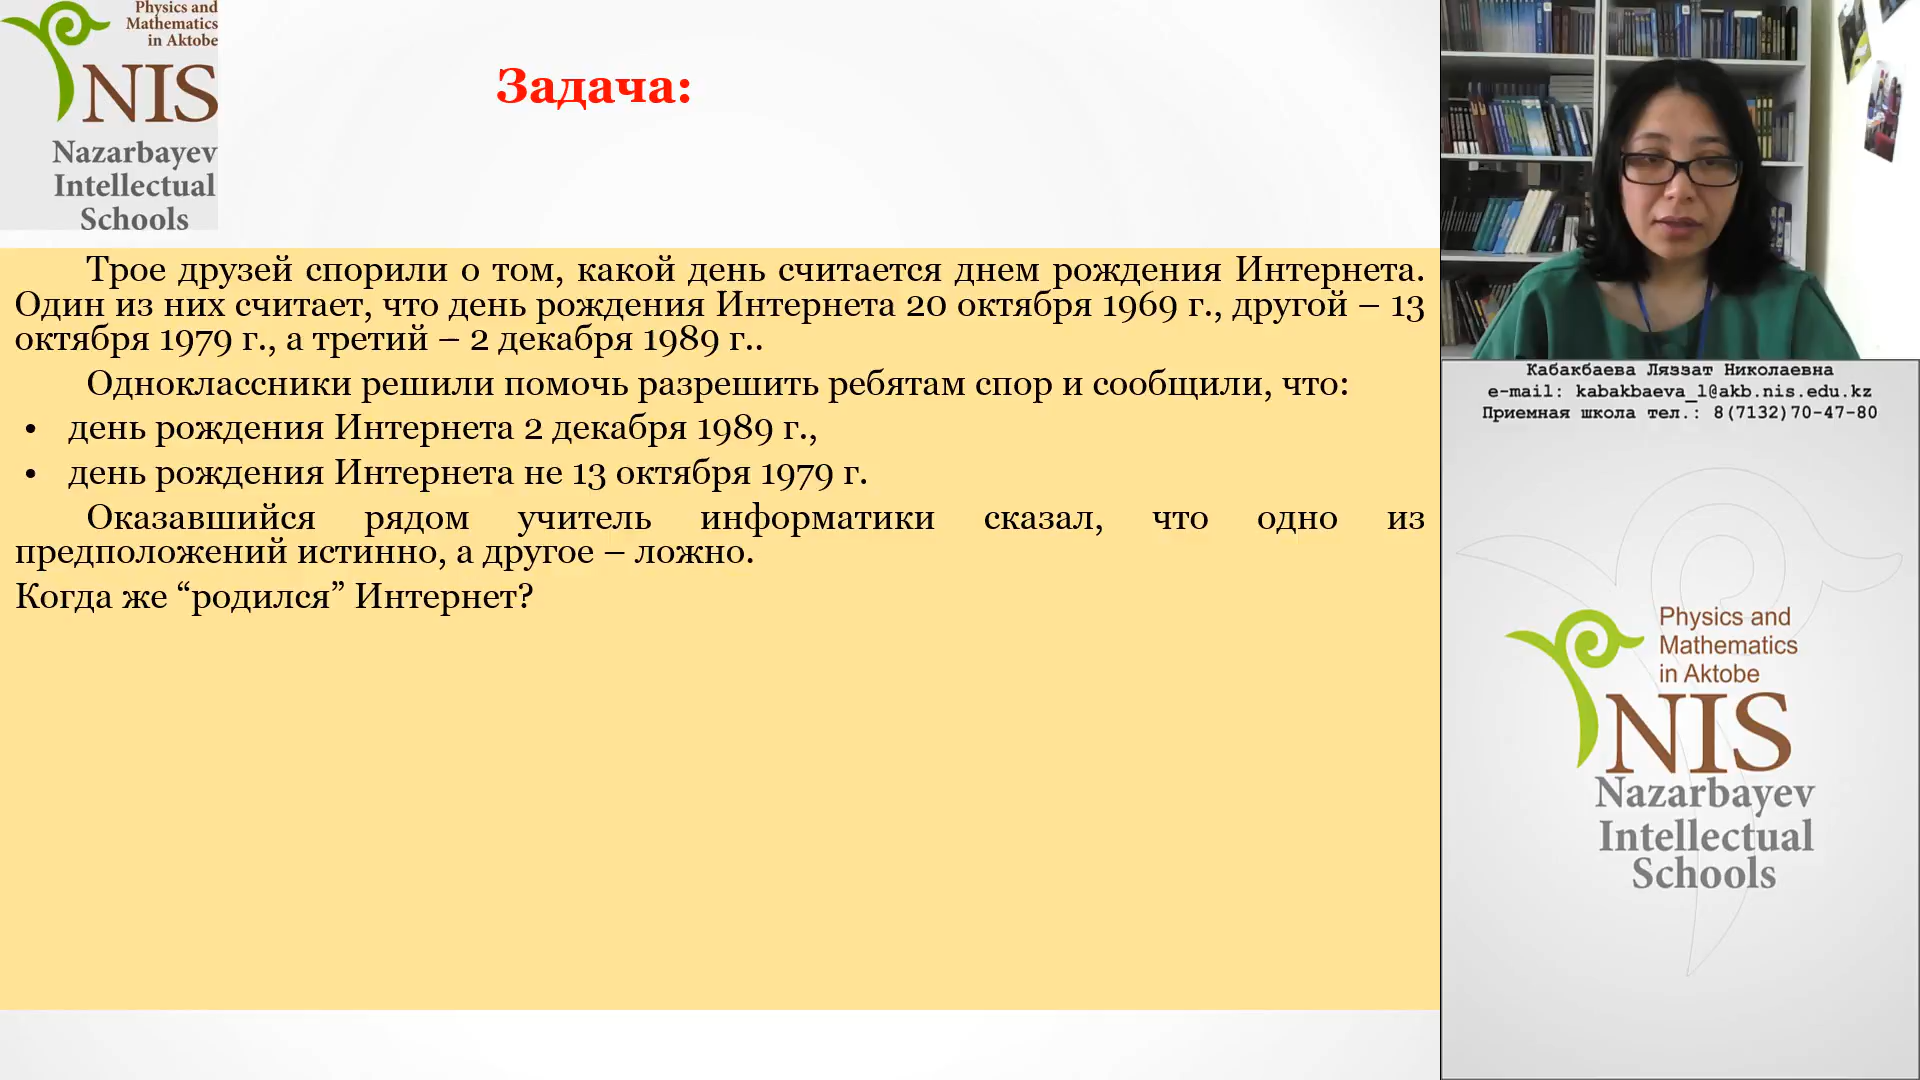 Physics and
Mathematics
in Aktobe
NIS
Nazarbayev
Intellectual
Schools
Задача:
Трое друзей спорили о том, какой день считается днем рождения Интернета.
Один из них считает, что день рождения Интернета 20 октября 1969 г., другой – 13
октября 1979 г., а третий – 2 декабря 1989 г..
Одноклассники решили помочь разрешить ребятам спор и сообщили, что:
• день рождения Интернета 2 декабря 1989 г.,
• день рождения Интернета не 13 октября 1979 г.
Оказавшийся рядом учитель информатики сказал, что одно из
предположений истинно, а другое – ложно.
Когда же “родился” Интернет?
Кабакбаева Ляззат Николаевна
e-mail: kabakbaeva_l@akb.nis.edu.kz
Приемная школа тел.: 8(7132)70-47-80
Physics and
Mathematics
in Aktobe
NIS
Nazarbayev
Intellectual
Schools